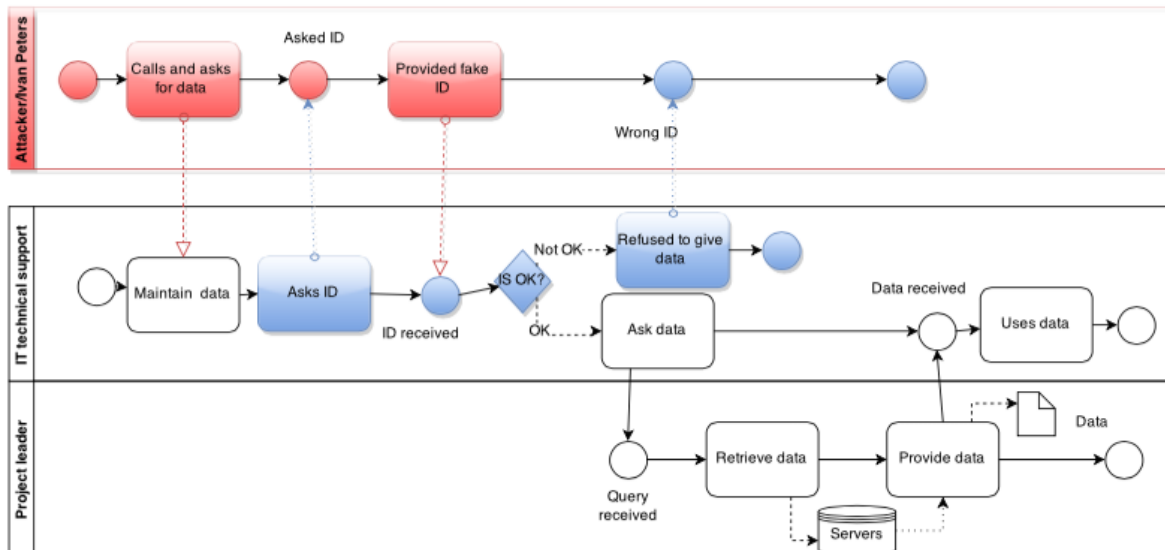 Attacker/Ivan Peters
Asked ID
Calls and asks
for data
Provided fake
ID
Wrong ID
IT technical support
Maintain data
Asks ID
ID received
IS OK?
Not OK
OK
Refused to give
data
Ask data
Data received
Uses data
Project leader
Query
received
Retrieve data
Provide data
Data
Servers